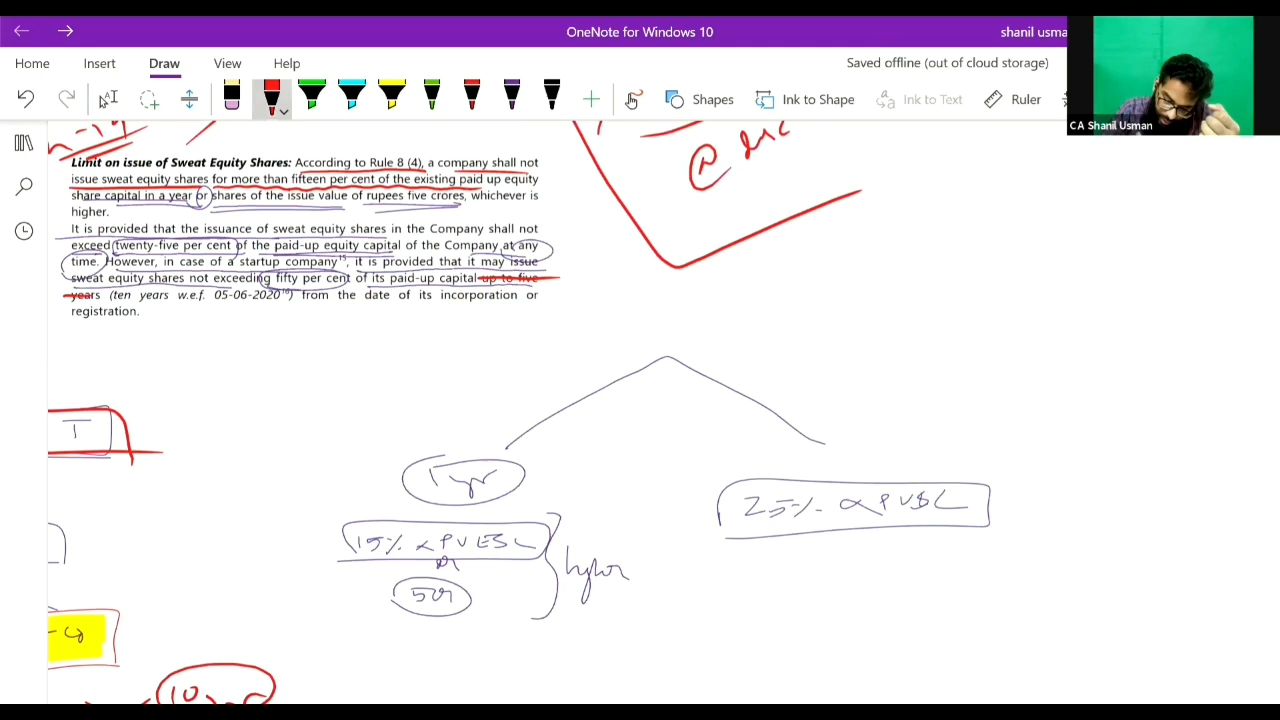 OneNote for Windows 10
shanil usma
Home Insert Draw View Help
Saved offline (out of cloud storage)
Shapes Ink to Shape Ink to Text Ruler
CA Shanil Usman
Limit on issue of Sweat Equity Shares: According to Rule 8 (4), a company shall not
issue sweat equity shares for more than fifteen per cent of the existing paid up equity
share capital in a year or shares of the issue value of rupees five crores, whichever is
higher.
It is provided that the issuance of sweat equity shares in the Company shall not
exceed twenty-five per cent of the paid-up equity capital of the Company at any
time. However, in case of a startup company¹⁵, it is provided that it may issue
sweat equity shares not exceeding fifty per cent of its paid-up capital up to five
years (ten years w.e.f. 05-06-2020¹⁶) from the date of its incorporation or
registration.
T
1 yr
25% α PUSC
15% α PUESC
or
5cr
higher
10